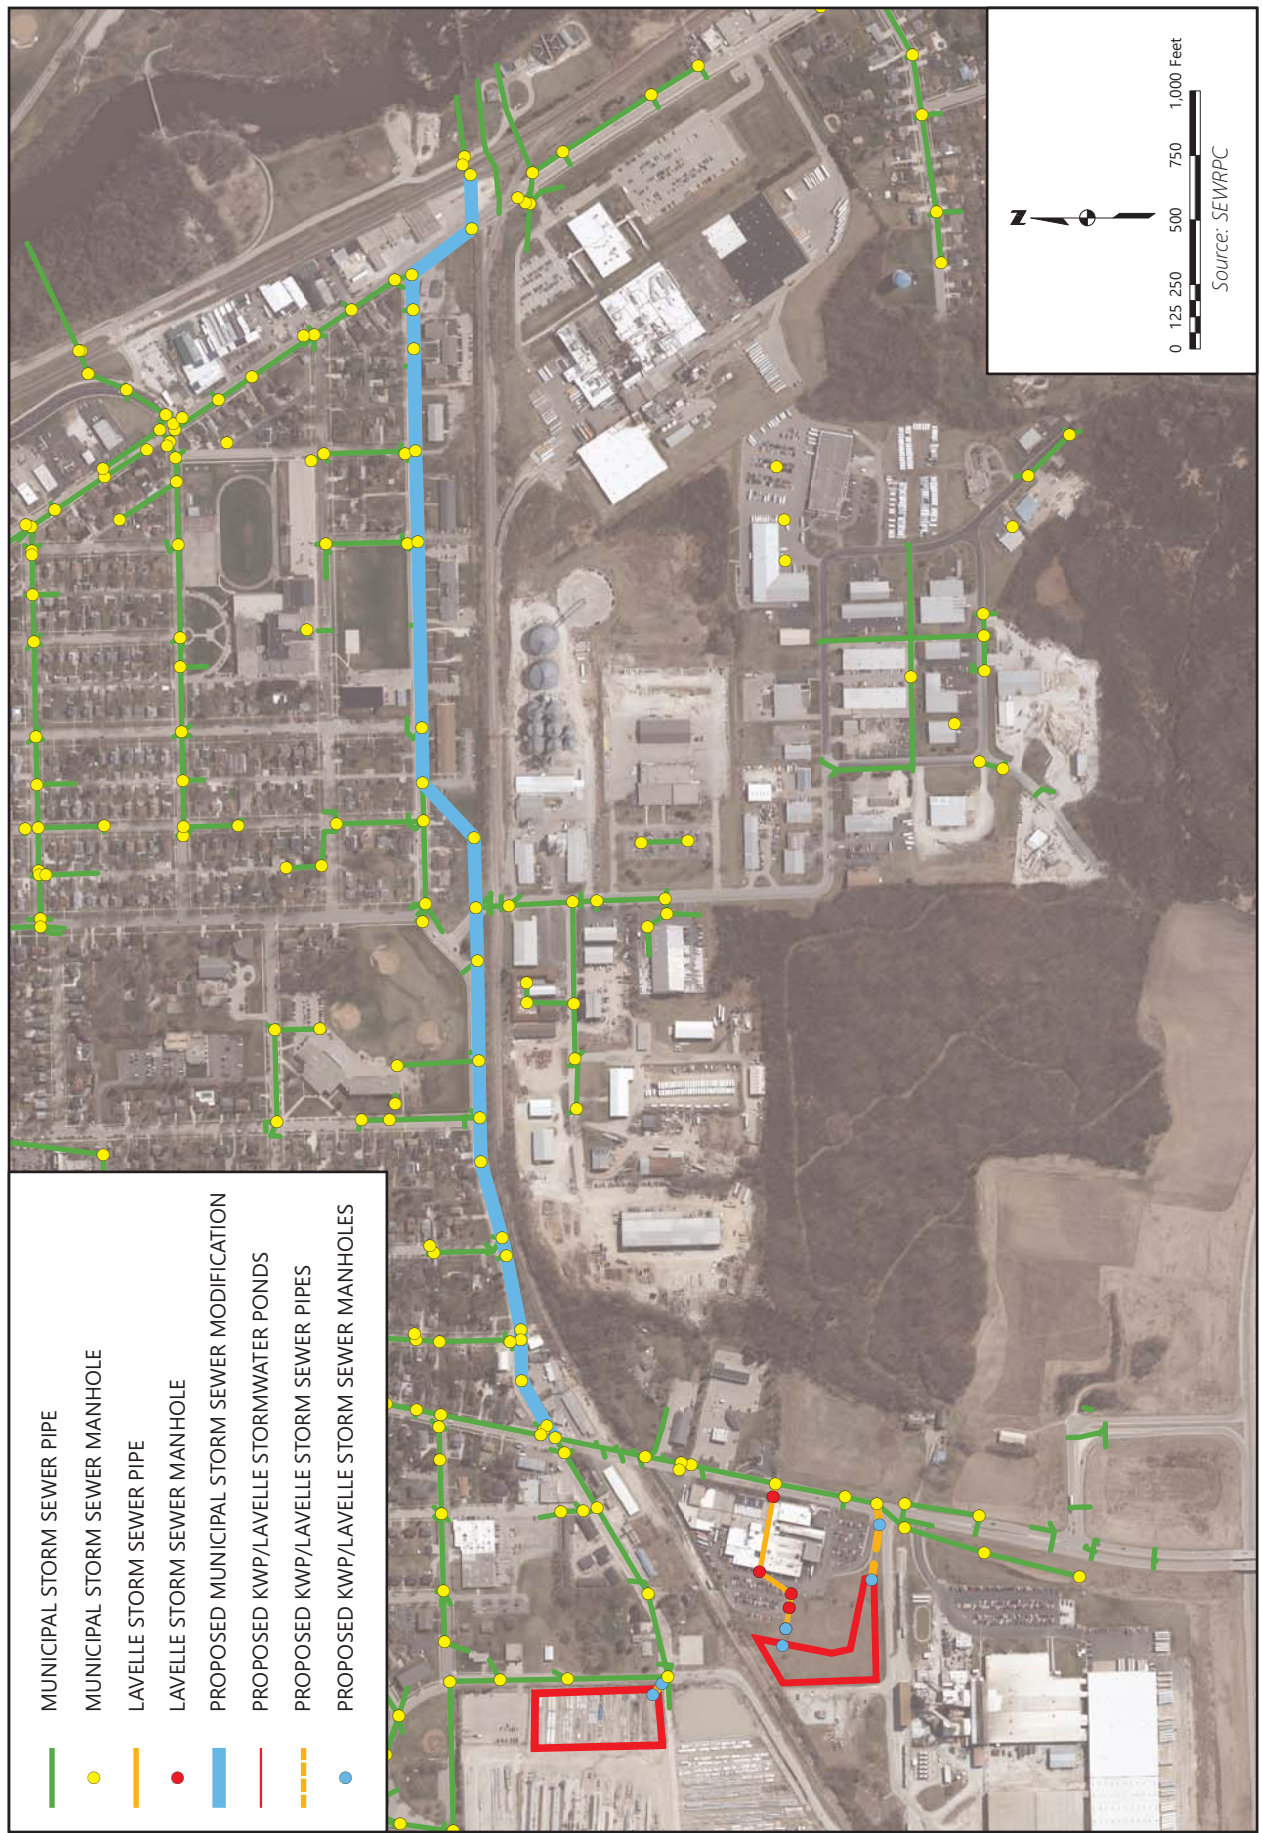 MUNICIPAL STORM SEWER PIPE
MUNICIPAL STORM SEWER MANHOLE
LAVELLE STORM SEWER PIPE
LAVELLE STORM SEWER MANHOLE
PROPOSED MUNICIPAL STORM SEWER MODIFICATION
PROPOSED KWP/LAVELLE STORMWATER PONDS
PROPOSED KWP/LAVELLE STORM SEWER PIPES
PROPOSED KWP/LAVELLE STORM SEWER MANHOLES
N
0 125 250 500 750 1,000 Feet
Source: SEWRPC